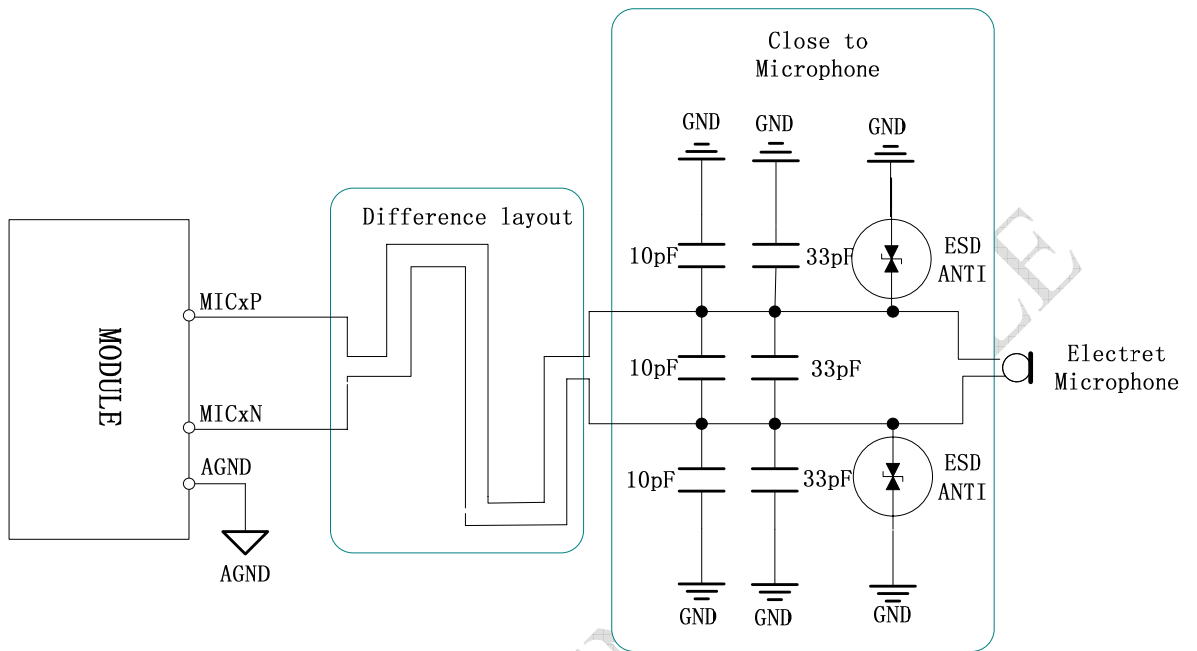 Close to
Microphone
GND
GND
GND
Difference layout
10pF
33pF
ESD
ANTI
MICxP
MODULE
10pF
33pF
Electret
Microphone
MICxN
AGND
10pF
33pF
ESD
ANTI
AGND
GND
GND
GND